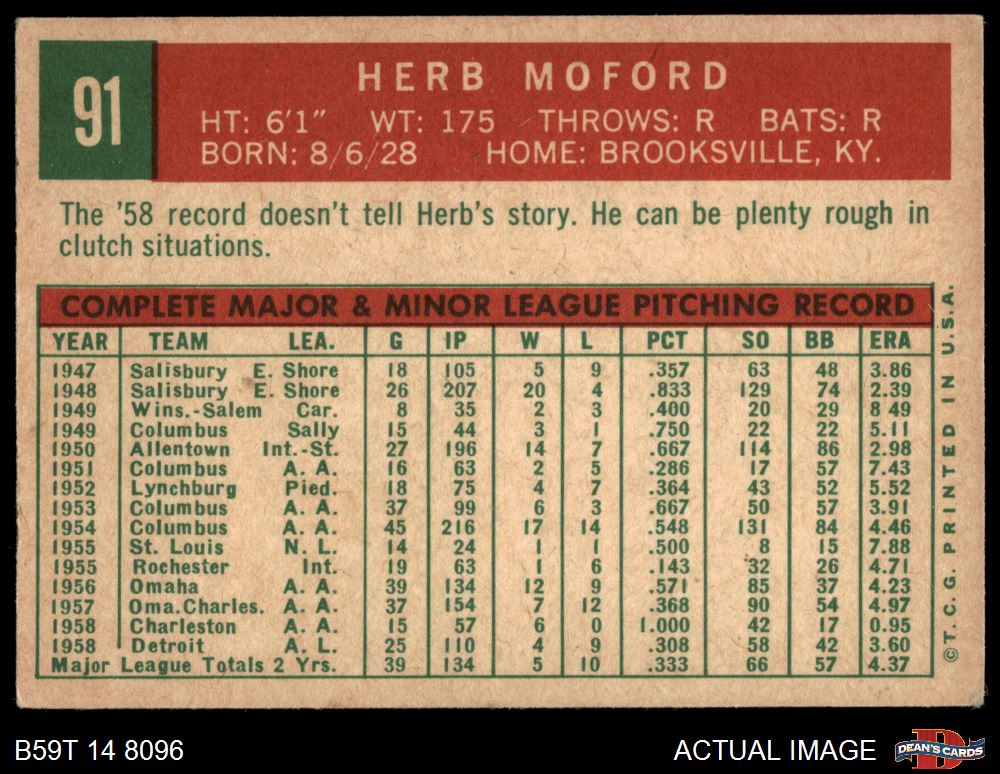 91
HERB MOFORD
HT: 6'1" WT: 175 THROWS: R BATS: R
BORN: 8/6/28 HOME: BROOKSVILLE, KY.
The '58 record doesn't tell Herb's story. He can be plenty rough in
clutch situations.
COMPLETE MAJOR & MINOR LEAGUE PITCHING RECORD
YEAR TEAM LEA. G IP W L PCT SO BB ERA
1947 Salisbury E. Shore 18 105 5 9 .357 63 48 3.86
1948 Salisbury E. Shore 26 207 20 4 .833 129 74 2.39
1949 Wins.-Salem Car. 8 35 2 3 .400 20 29 8 49
1949 Columbus Sally 15 44 3 1 .750 22 22 5.11
1950 Allentown Int.-St. 27 196 14 7 .667 114 86 2.98
1951 Columbus A. A. 16 63 2 5 .286 17 57 7.43
1952 Lynchburg Pied. 18 75 4 7 .364 43 52 5.52
1953 Columbus A. A. 37 99 6 3 .667 50 57 3.91
1954 Columbus A. A. 45 216 17 14 .548 131 84 4.46
1955 St. Louis N. L. 14 24 1 1 .500 8 15 7.88
1955 Rochester Int. 19 63 1 6 .143 32 26 4.71
1956 Omaha A. A. 39 134 12 9 .571 85 37 4.23
1957 Oma.Charles. A. A. 37 154 7 12 .368 90 54 4.97
1958 Charleston A. A. 15 57 6 0 1.000 42 17 0.95
1958 Detroit A. L. 25 110 4 9 .308 58 42 3.60
Major League Totals 2 Yrs. 39 134 5 10 .333 66 57 4.37
©T.C.G. PRINTED IN U.S.A.
B59T 14 8096
ACTUAL IMAGE
D
DEAN'S CARDS